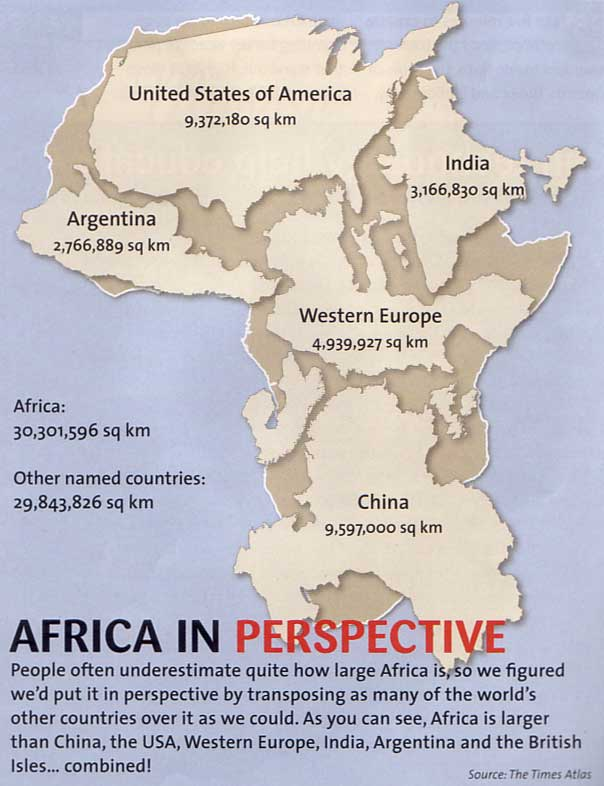 United States of America
9,372,180 sq km
India
3,166,830 sq km
Argentina
2,766,889 sq km
Western Europe
4,939,927 sq km
Africa:
30,301,596 sq km
Other named countries:
29,843,826 sq km
China
9,597,000 sq km
AFRICA IN PERSPECTIVE
People often underestimate quite how large Africa is, so we figured
we'd put it in perspective by transposing as many of the world's
other countries over it as we could. As you can see, Africa is larger
than China, the USA, Western Europe, India, Argentina and the British
Isles... combined!
Source: The Times Atlas